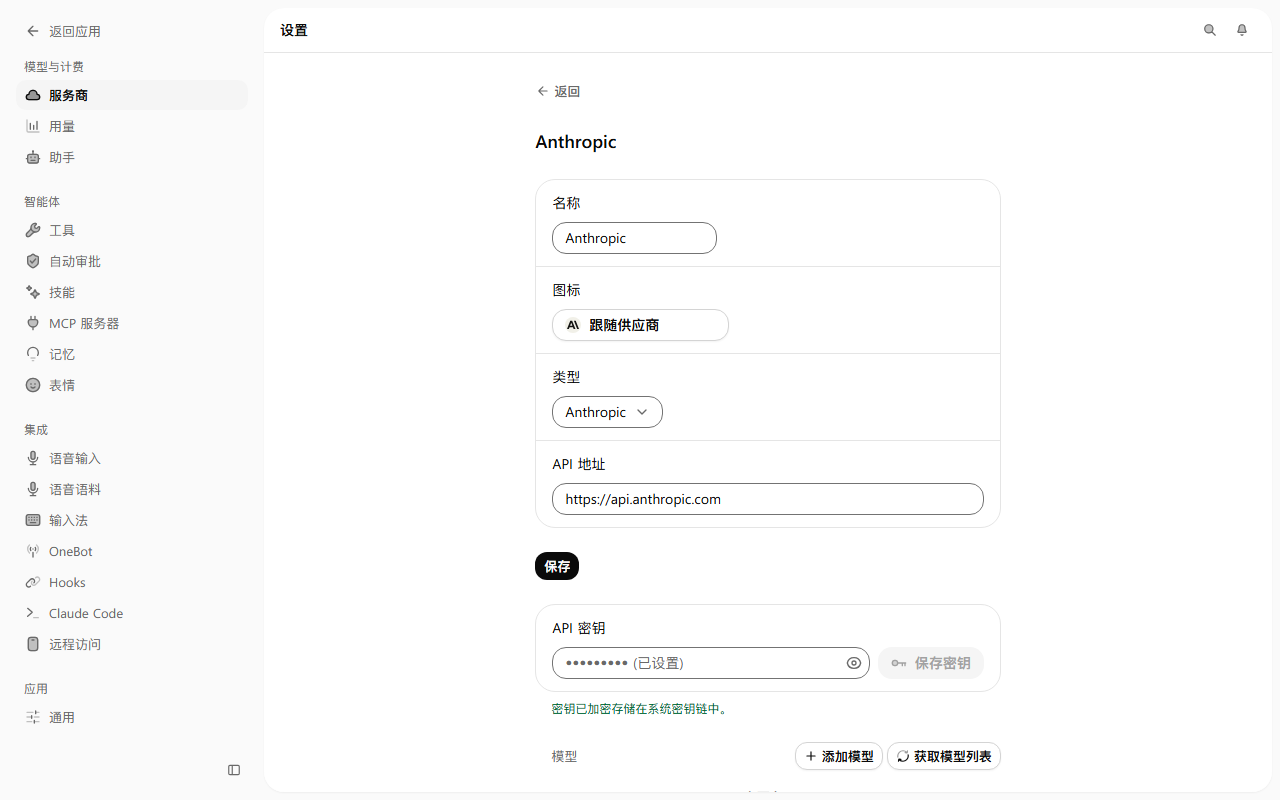 返回应用
模型与计费
服务商
用量
助手
智能体
工具
自动审批
技能
MCP 服务器
记忆
表情
集成
语音输入
语音语料
输入法
OneBot
Hooks
Claude Code
远程访问
应用
通用
设置
返回
Anthropic
名称
Anthropic
图标
跟随供应商
类型
Anthropic
API 地址
https://api.anthropic.com
保存
API 密钥
••••••••• (已设置)
保存密钥
密钥已加密存储在系统密钥链中。
模型
添加模型
获取模型列表